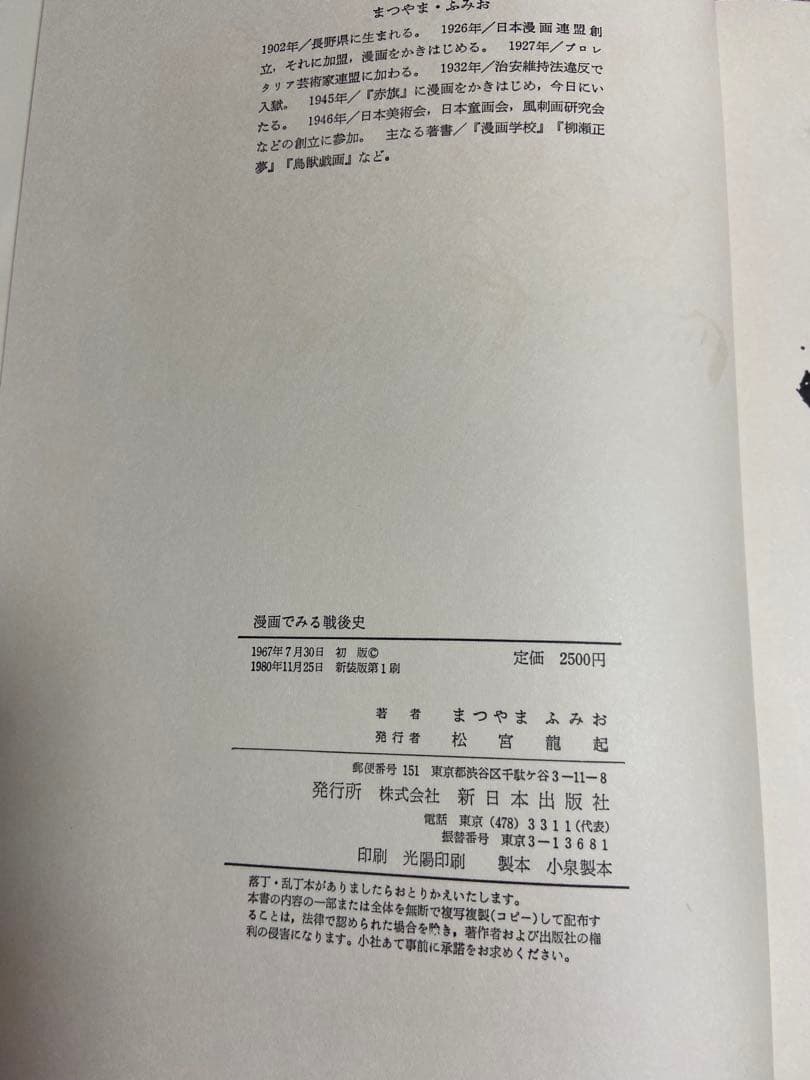 まつやま・ふみお
1902年／長野県に生まれる。　1926年／日本漫画連盟創
立，それに加盟，漫画をかきはじめる。　1927年／プロレ
タリア芸術家連盟に加わる。　1932年／治安維持法違反で
入獄。　1945年／『赤旗』に漫画をかきはじめ，今日にい
たる。　1946年／日本美術会，日本童画会，風刺画研究会
などの創立に参加。　主なる著書／『漫画学校』『柳瀬正
夢』『鳥獣戯画』など。
漫画でみる戦後史
1967年7月30日　初　版©
1980年11月25日　新装版第1刷
定価　2500円
著　者　まつやま ふみお
発行者　松　宮　龍　起
郵便番号 151　東京都渋谷区千駄ケ谷3－11－8
発行所　株式会社　新日本出版社
電話　東京 (478) 3311(代表)
振替番号　東京3－13681
印刷　光陽印刷　　製本　小泉製本
落丁・乱丁本がありましたらおとりかえいたします。
本書の内容の一部または全体を無断で複写複製(コピー)して配布す
ることは，法律で認められた場合を除き，著作者および出版社の権
利の侵害になります。小社あて事前に承諾をお求めください。